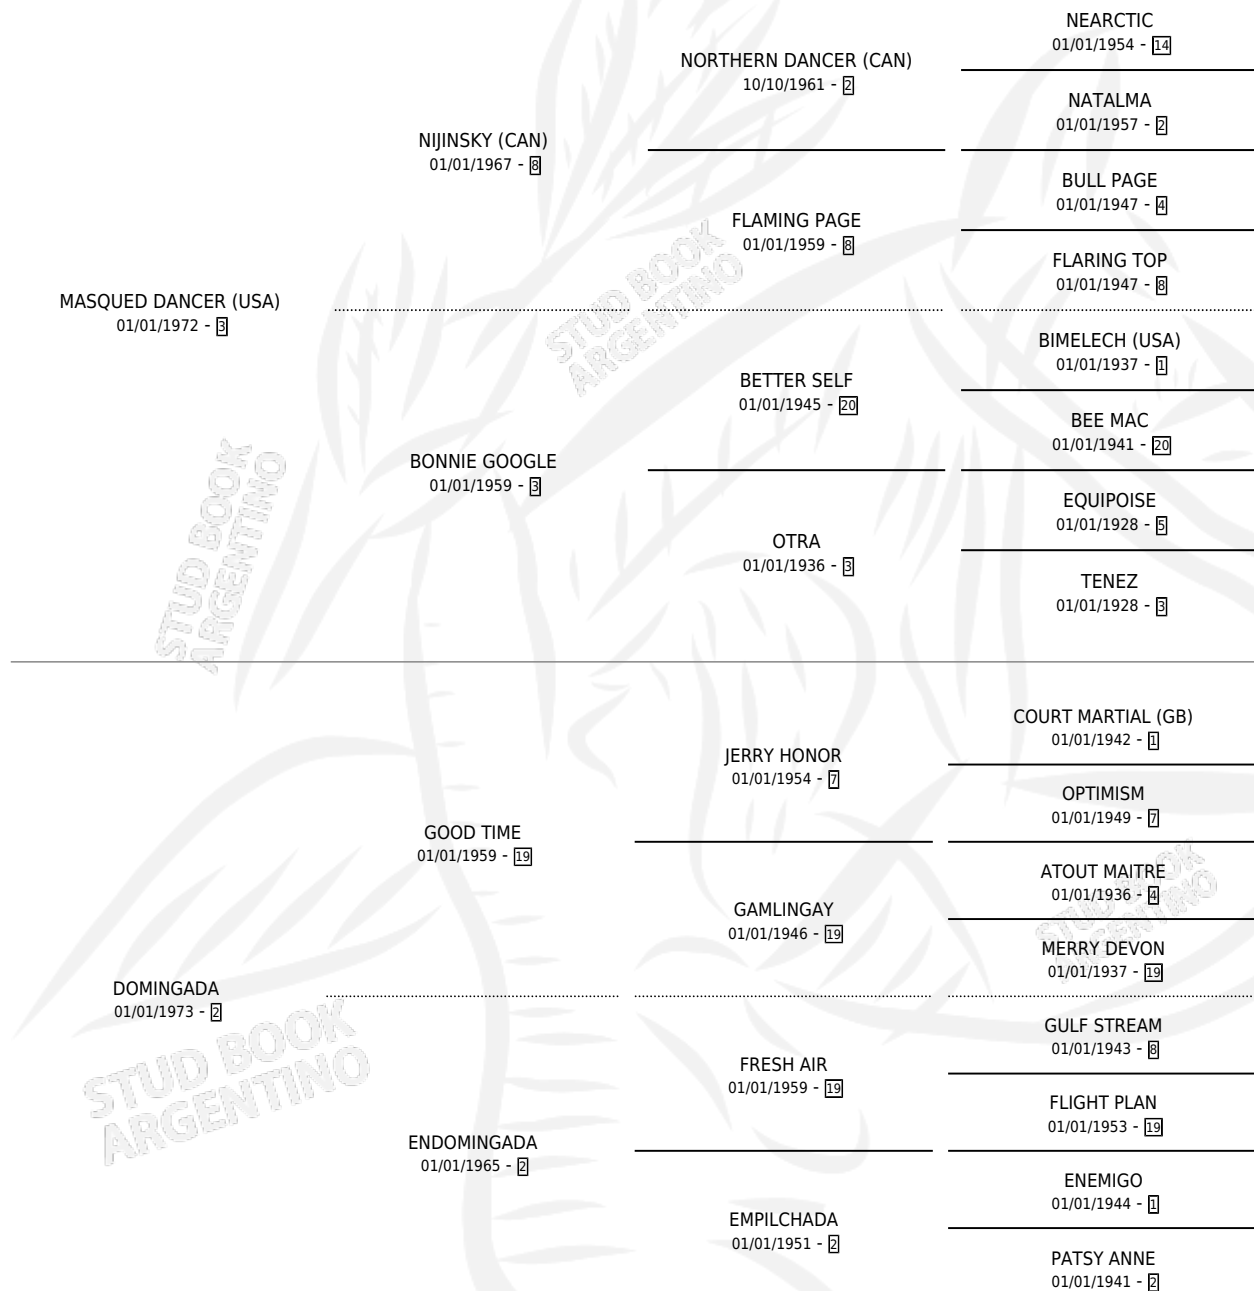 NEARCTIC
01/01/1954 - 14
NORTHERN DANCER (CAN)
10/10/1961 - 2
NATALMA
01/01/1957 - 2
NIJINSKY (CAN)
01/01/1967 - 8
BULL PAGE
01/01/1947 - 4
FLAMING PAGE
01/01/1959 - 8
FLARING TOP
01/01/1947 - 8
MASQUED DANCER (USA)
01/01/1972 - 3
STUD BOOK
ARGENTINO
BIMELECH (USA)
01/01/1937 - 1
BETTER SELF
01/01/1945 - 20
BEE MAC
01/01/1941 - 20
BONNIE GOOGLE
01/01/1959 - 3
EQUIPOISE
01/01/1928 - 5
OTRA
01/01/1936 - 3
TENEZ
01/01/1928 - 3
STUD BOOK
ARGENTINO
COURT MARTIAL (GB)
01/01/1942 - 1
JERRY HONOR
01/01/1954 - 7
OPTIMISM
01/01/1949 - 7
GOOD TIME
01/01/1959 - 19
ATOUT MAITRE
01/01/1936 - 4
GAMLINGAY
01/01/1946 - 19
STUD BOOK
ARGENTINO
MERRY DEVON
01/01/1937 - 19
DOMINGADA
01/01/1973 - 2
GULF STREAM
01/01/1943 - 8
FRESH AIR
01/01/1959 - 19
FLIGHT PLAN
01/01/1953 - 19
STUD BOOK
ARGENTINO
ENDOMINGADA
01/01/1965 - 2
ENEMIGO
01/01/1944 - 1
EMPILCHADA
01/01/1951 - 2
PATSY ANNE
01/01/1941 - 2